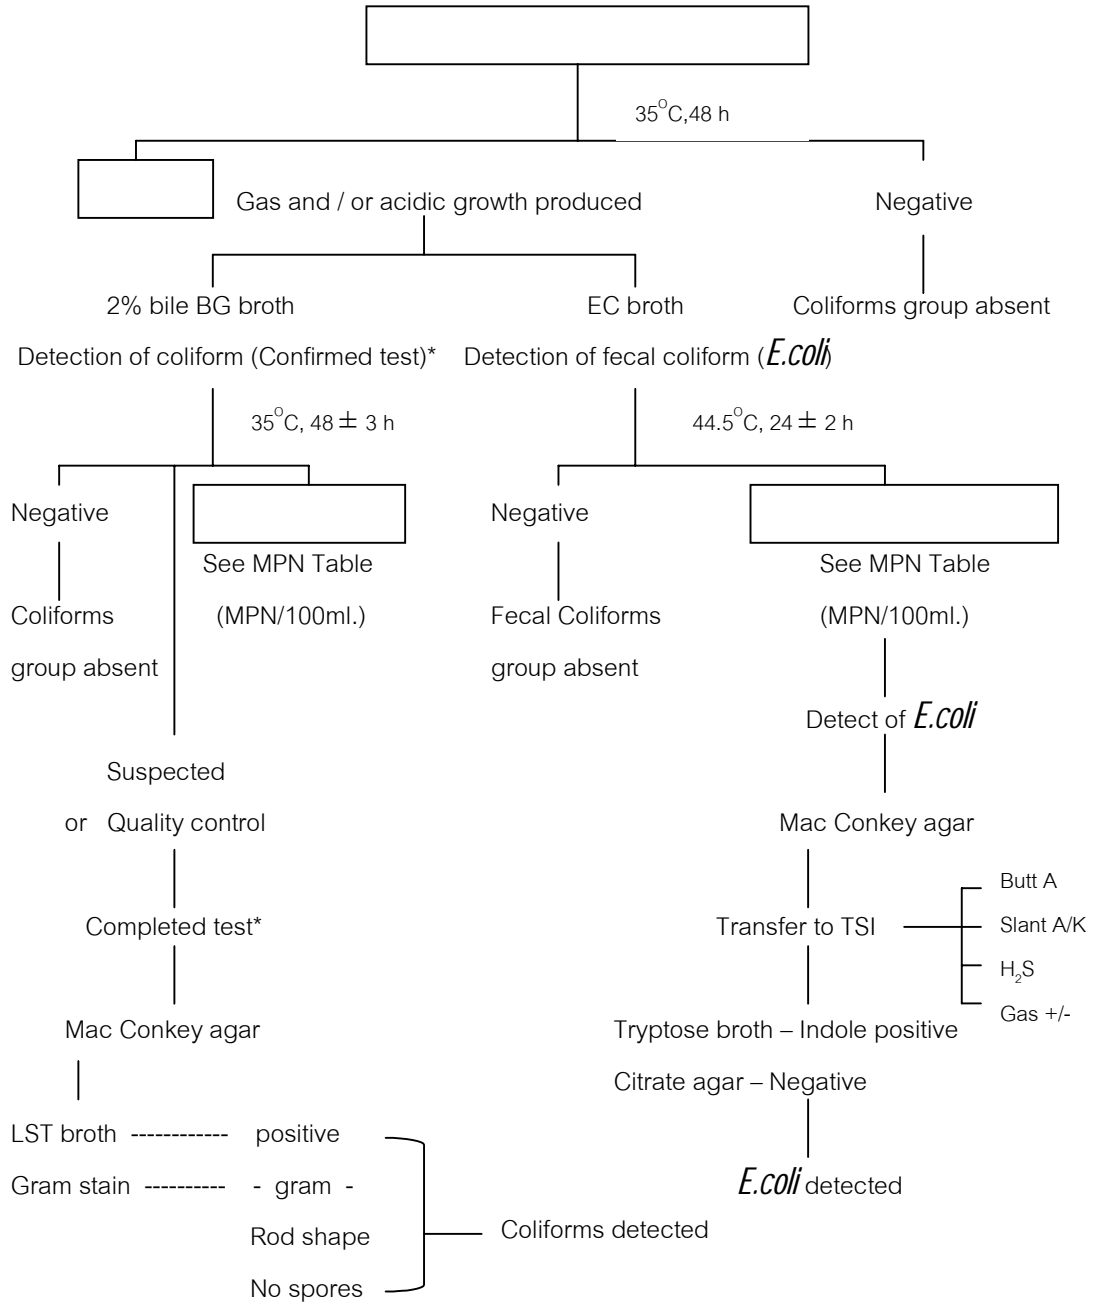 35°C,48 h
Gas and / or acidic growth produced
Negative
2% bile BG broth
EC broth
Coliforms group absent
Detection of coliform (Confirmed test)*
Detection of fecal coliform (E.coli)
35°C, 48 ± 3 h
44.5°C, 24 ± 2 h
Negative
Negative
See MPN Table
See MPN Table
Coliforms
(MPN/100ml.)
Fecal Coliforms
(MPN/100ml.)
group absent
group absent
Detect of E.coli
Suspected
or Quality control
Mac Conkey agar
Butt A
Completed test*
Transfer to TSI
Slant A/K
H₂S
Gas +/-
Mac Conkey agar
Tryptose broth – Indole positive
Citrate agar – Negative
LST broth ------------ positive
Gram stain ---------- - gram -
E.coli detected
Rod shape
Coliforms detected
No spores